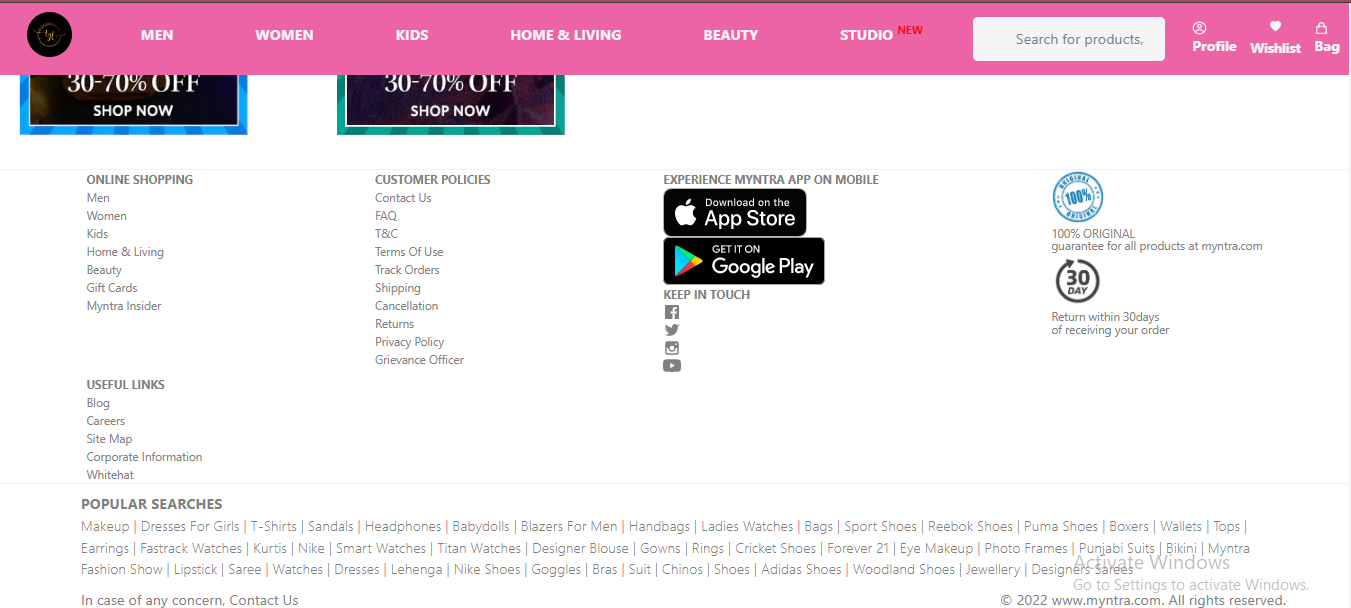 MEN WOMEN KIDS HOME & LIVING BEAUTY STUDIO NEW Search for products, Profile Wishlist Bag
30-70% OFF
SHOP NOW
30-70% OFF
SHOP NOW
ONLINE SHOPPING
Men
Women
Kids
Home & Living
Beauty
Gift Cards
Myntra Insider
CUSTOMER POLICIES
Contact Us
FAQ
T&C
Terms Of Use
Track Orders
Shipping
Cancellation
Returns
Privacy Policy
Grievance Officer
EXPERIENCE MYNTRA APP ON MOBILE
Download on the
App Store
GET IT ON
Google Play
KEEP IN TOUCH
ORIGINAL
100%
ORIGINAL
100% ORIGINAL
guarantee for all products at myntra.com
30
DAY
Return within 30days
of receiving your order
USEFUL LINKS
Blog
Careers
Site Map
Corporate Information
Whitehat
POPULAR SEARCHES
Makeup | Dresses For Girls | T-Shirts | Sandals | Headphones | Babydolls | Blazers For Men | Handbags | Ladies Watches | Bags | Sport Shoes | Reebok Shoes | Puma Shoes | Boxers | Wallets | Tops |
Earrings | Fastrack Watches | Kurtis | Nike | Smart Watches | Titan Watches | Designer Blouse | Gowns | Rings | Cricket Shoes | Forever 21 | Eye Makeup | Photo Frames | Punjabi Suits | Bikini | Myntra
Fashion Show | Lipstick | Saree | Watches | Dresses | Lehenga | Nike Shoes | Goggles | Bras | Suit | Chinos | Shoes | Adidas Shoes | Woodland Shoes | Jewellery | Designers Sarees
Activate Windows
Go to Settings to activate Windows.
In case of any concern, Contact Us
© 2022 www.myntra.com. All rights reserved.